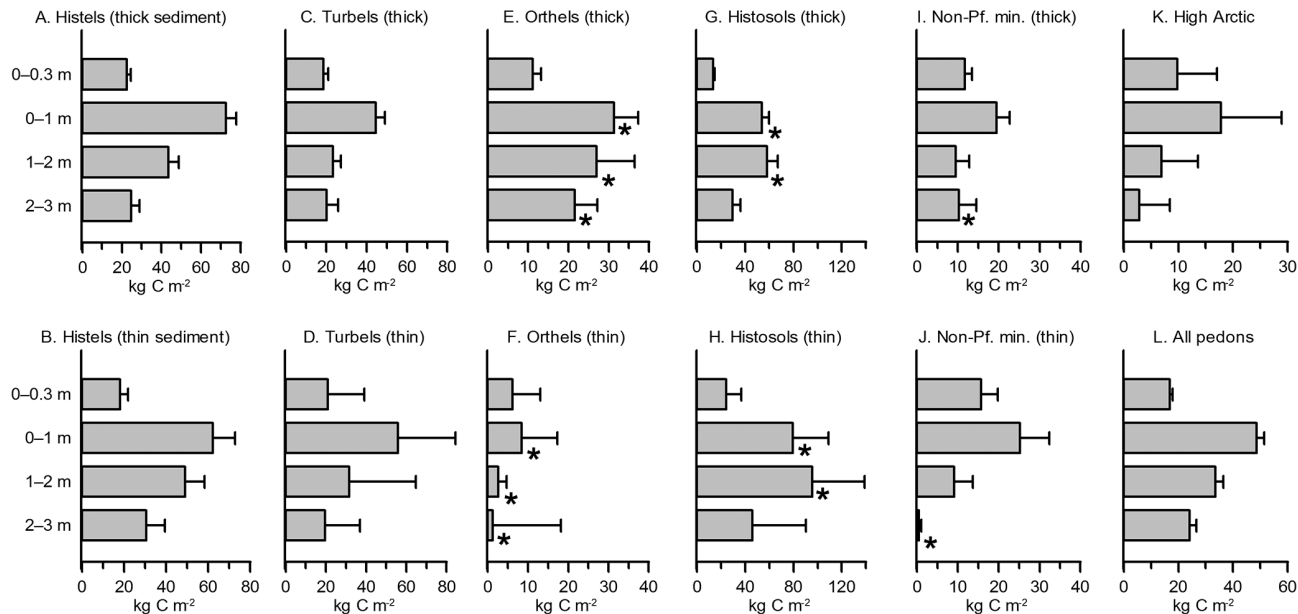 A. Histels (thick sediment)
C. Turbels (thick)
E. Orthels (thick)
G. Histosols (thick)
I. Non-Pf. min. (thick)
K. High Arctic
0–0.3 m
0–1 m
*
*
1–2 m
*
*
2–3 m
*
*
0 20 40 60 80
0 20 40 60 80
0 10 20 30 40
0 40 80 120
0 10 20 30 40
0 10 20 30
kg C m⁻²
kg C m⁻²
kg C m⁻²
kg C m⁻²
kg C m⁻²
kg C m⁻²
B. Histels (thin sediment)
D. Turbels (thin)
F. Orthels (thin)
H. Histosols (thin)
J. Non-Pf. min. (thin)
L. All pedons
0–0.3 m
0–1 m
*
*
1–2 m
*
*
2–3 m
*
*
0 20 40 60 80
0 20 40 60 80
0 10 20 30 40
0 40 80 120
0 10 20 30 40
0 20 40 60
kg C m⁻²
kg C m⁻²
kg C m⁻²
kg C m⁻²
kg C m⁻²
kg C m⁻²